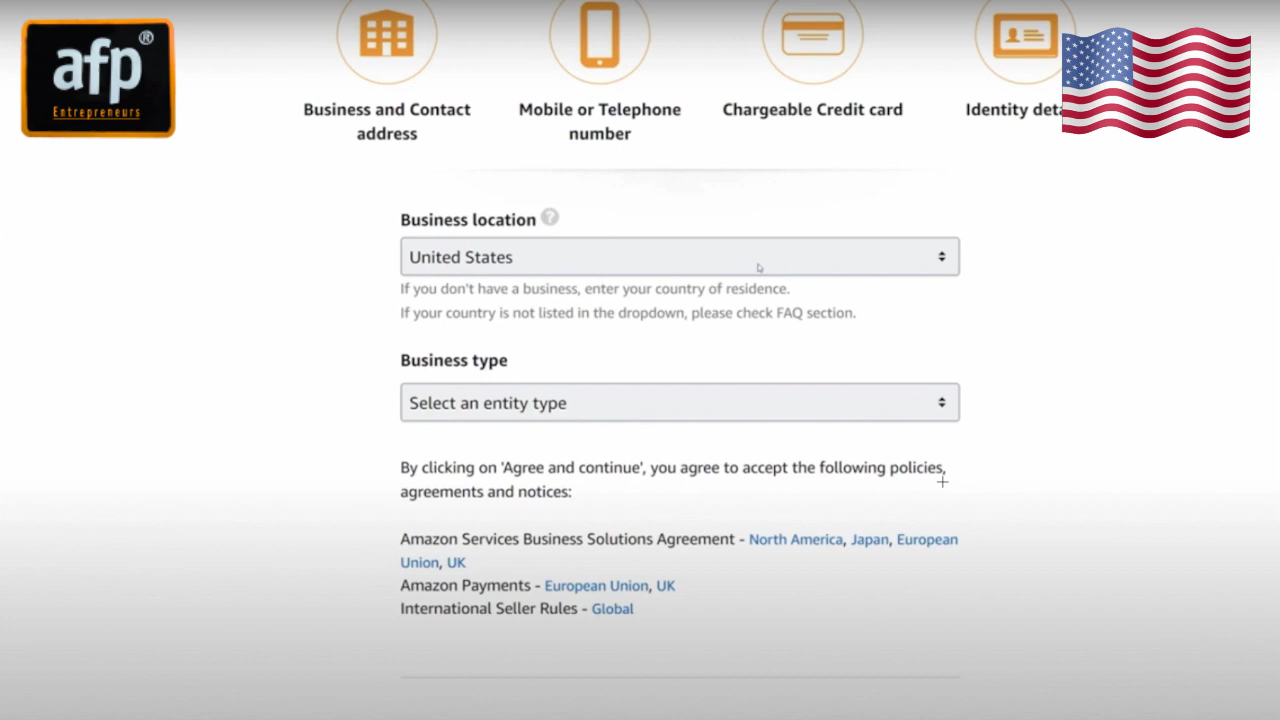 afp®
Entrepreneurs
Business and Contact
address
Mobile or Telephone
number
Chargeable Credit card
Identity
Business location ?
United States
If you don't have a business, enter your country of residence.
If your country is not listed in the dropdown, please check FAQ section.
Business type
Select an entity type
By clicking on 'Agree and continue', you agree to accept the following policies,
agreements and notices:
Amazon Services Business Solutions Agreement - North America, Japan, European
Union, UK
Amazon Payments - European Union, UK
International Seller Rules - Global